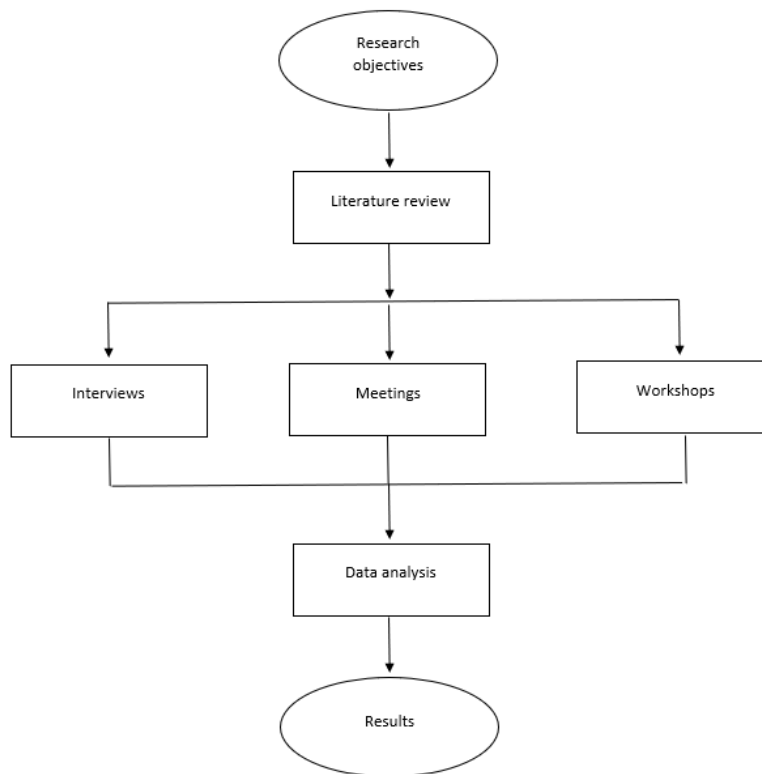 Research
objectives
Literature review
Interviews
Meetings
Workshops
Data analysis
Results